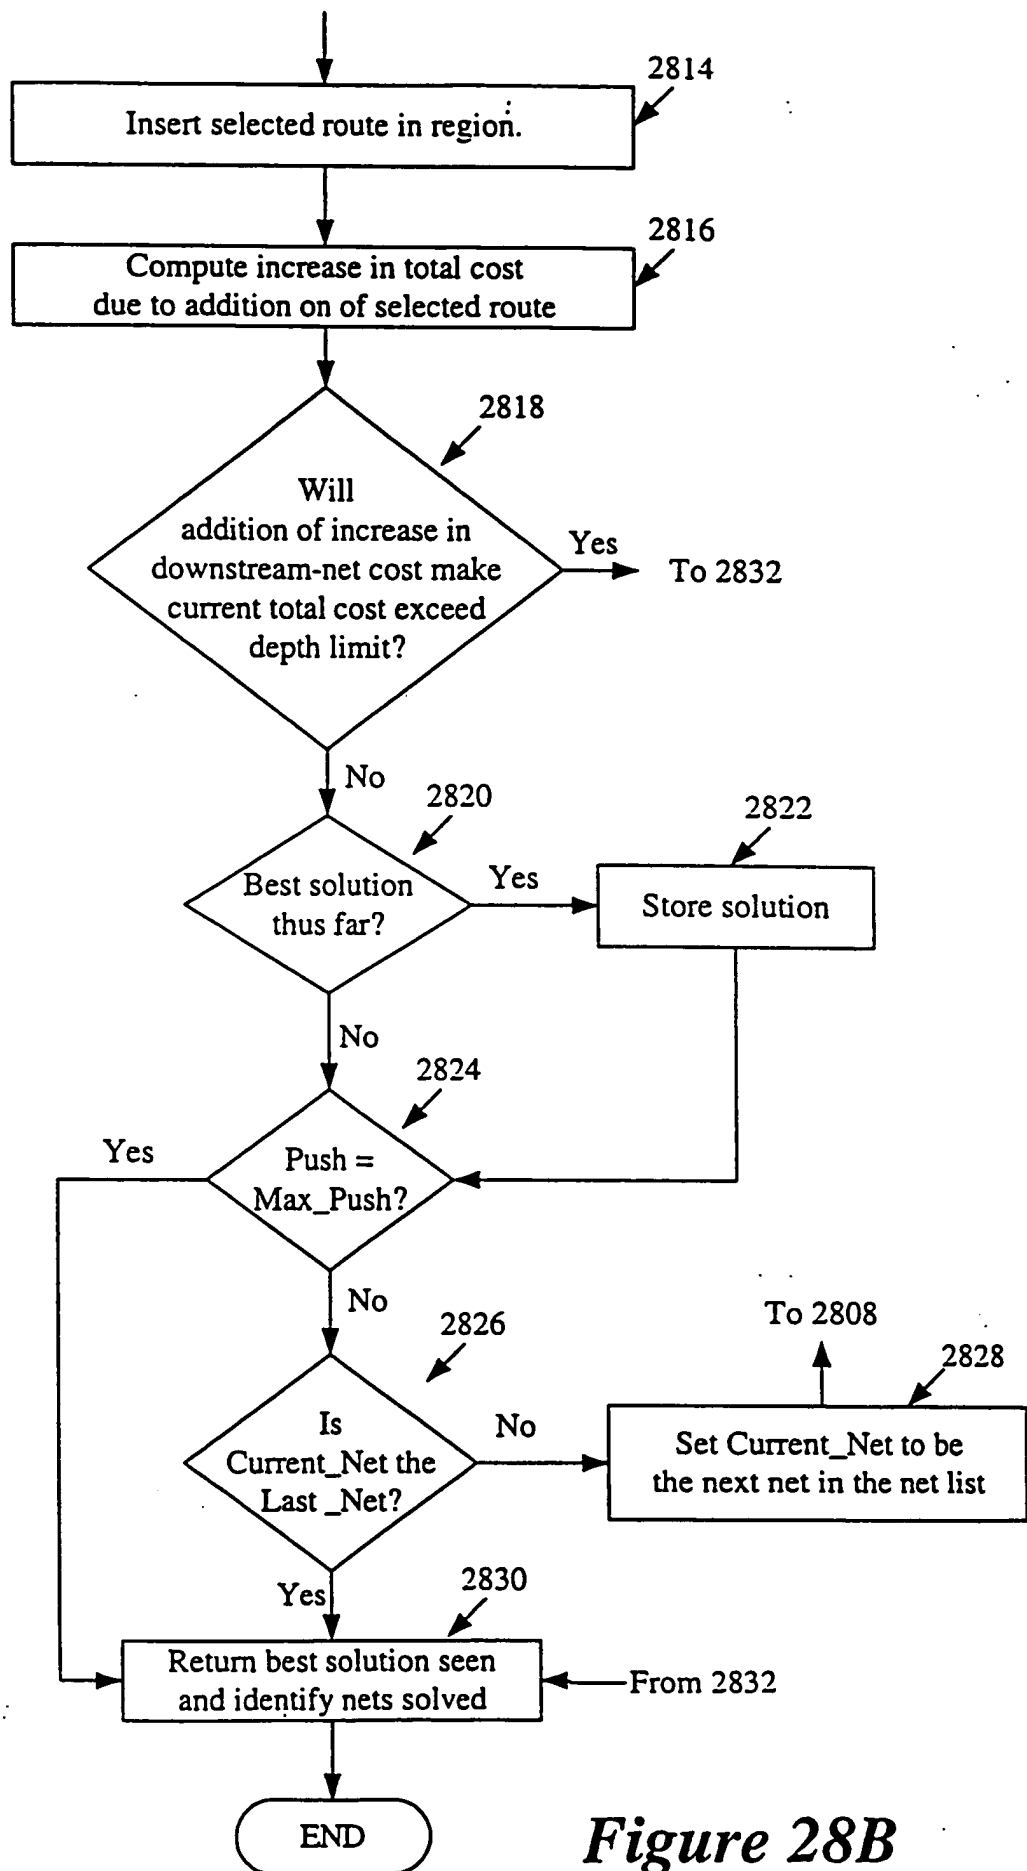 2814
Insert selected route in region.
2816
Compute increase in total cost
due to addition on of selected route
2818
Will
addition of increase in
downstream-net cost make
current total cost exceed
depth limit?
Yes
To 2832
No
2820
2822
Best solution
thus far?
Yes
Store solution
No
2824
Yes
Push =
Max_Push?
No
To 2808
2826
2828
Is
Current_Net the
Last _Net?
No
Set Current_Net to be
the next net in the net list
Yes
2830
Return best solution seen
and identify nets solved
From 2832
END
Figure 28B